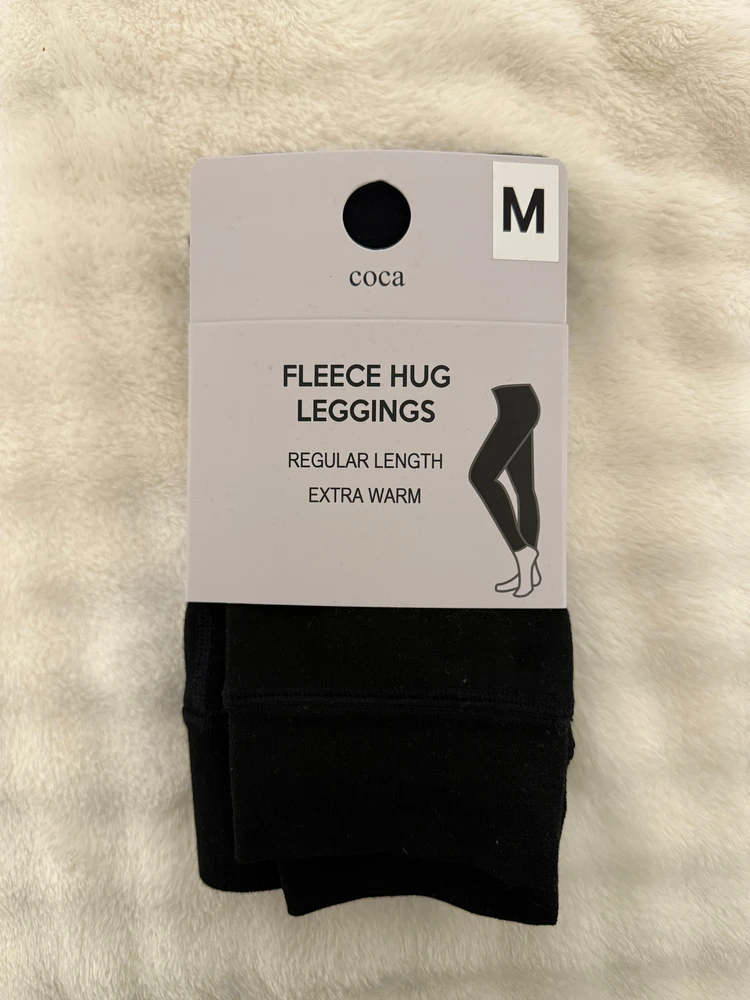 M
coca
FLEECE HUG
LEGGINGS
REGULAR LENGTH
EXTRA WARM